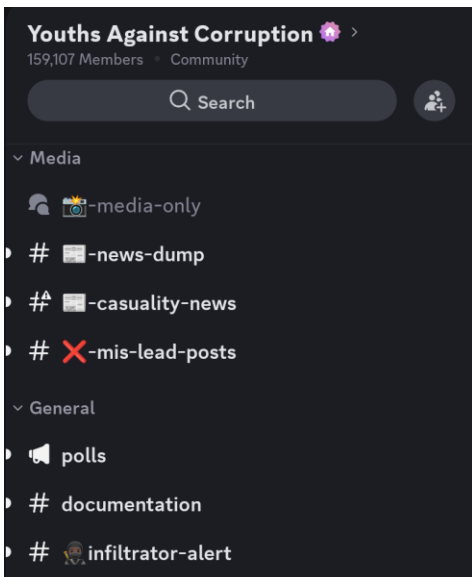 Youths Against Corruption
159,107 Members • Community
Search
Media
-media-only
-news-dump
-casuality-news
-mis-lead-posts
General
polls
documentation
infiltrator-alert